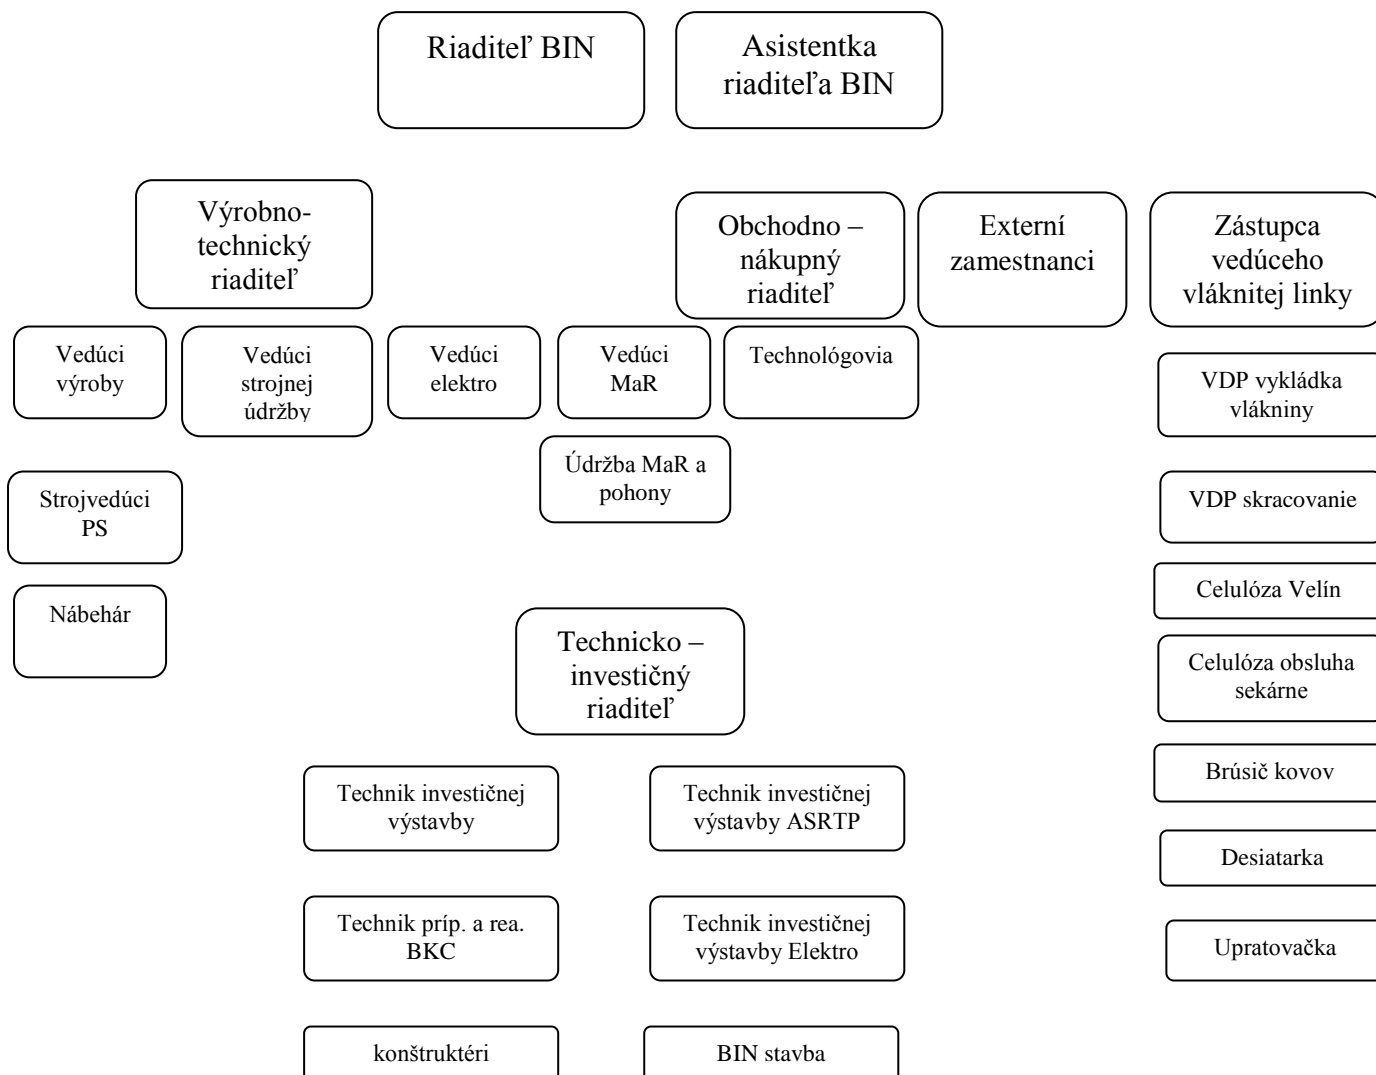 Riaditeľ BIN
Asistentka
riaditeľa BIN
Výrobno-
technický
riaditeľ
Obchodno –
nákupný
riaditeľ
Externí
zamestnanci
Zástupca
vedúceho
vláknitej linky
Vedúci
výroby
Vedúci
strojnej
údržby
Vedúci
elektro
Vedúci
MaR
Technológovia
VDP vykládka
vlákniny
Údržba MaR a
pohony
Strojvedúci
PS
VDP skracovanie
Nábehár
Celulóza Velín
Technicko –
investičný
riaditeľ
Celulóza obsluha
sekárne
Technik investičnej
výstavby
Technik investičnej
výstavby ASRTP
Brúsič kovov
Desiatarka
Technik príp. a rea.
BKC
Technik investičnej
výstavby Elektro
Upratovačka
konštruktéri
BIN stavba